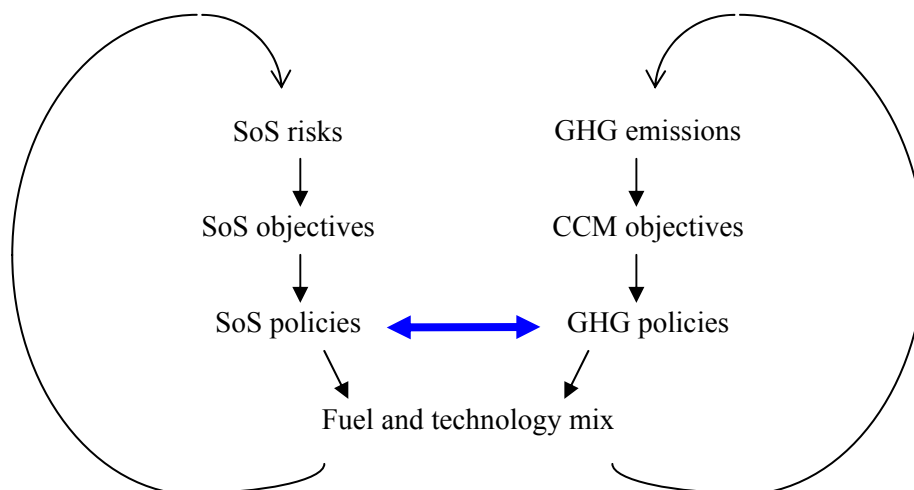 SoS risks
GHG emissions
SoS objectives
CCM objectives
SoS policies
GHG policies
Fuel and technology mix